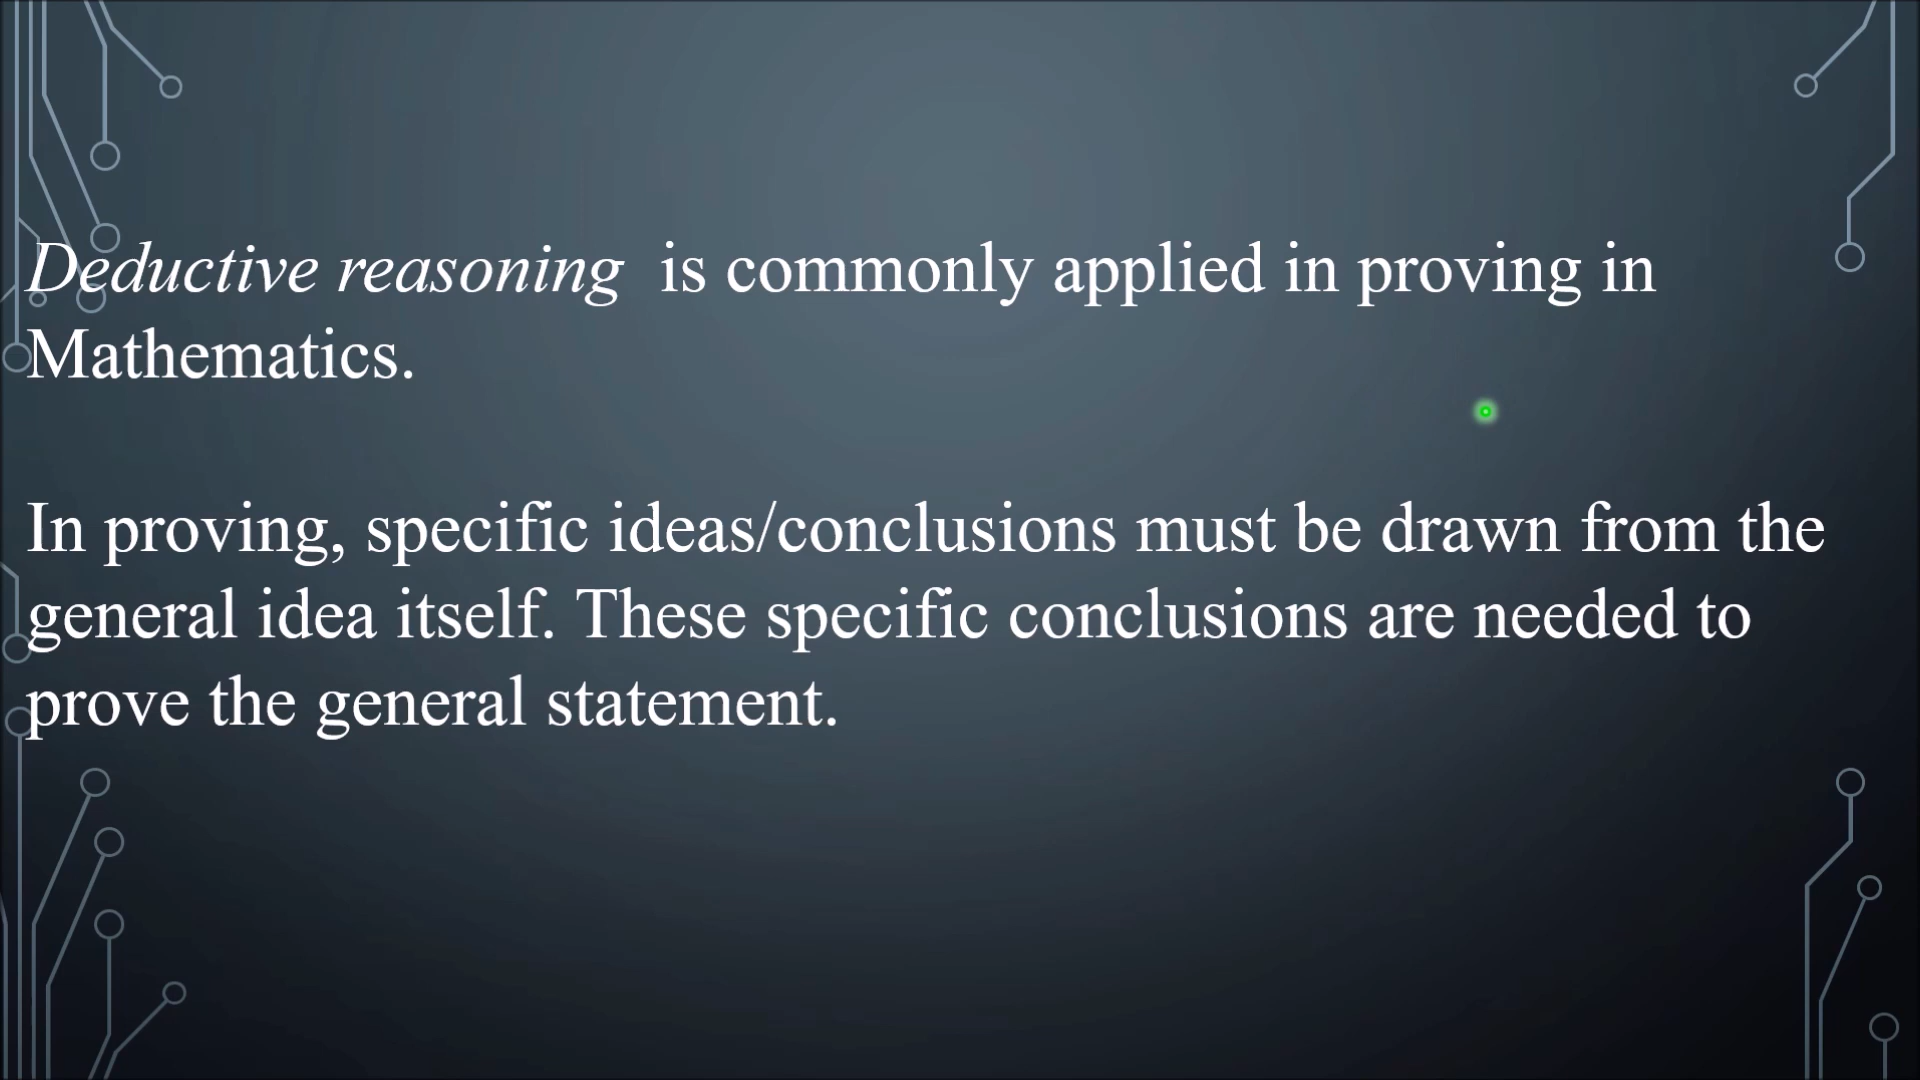 Deductive reasoning is commonly applied in proving in
Mathematics.
In proving, specific ideas/conclusions must be drawn from the
general idea itself. These specific conclusions are needed to
prove the general statement.